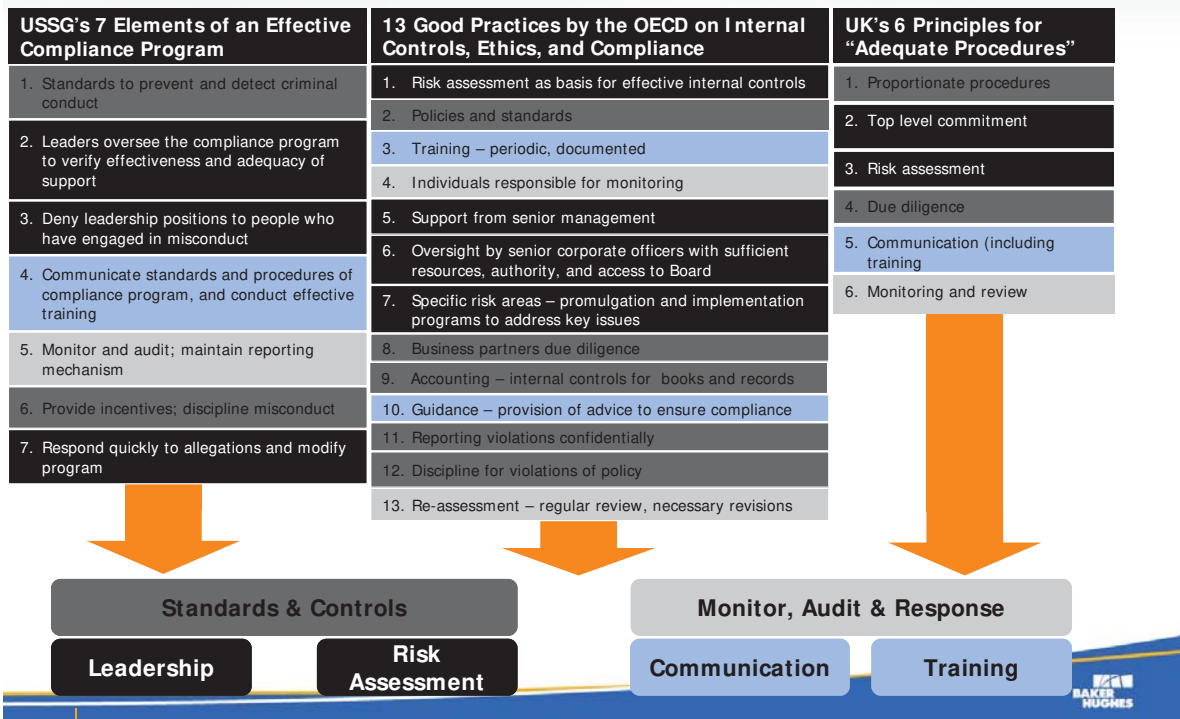 USSG's 7 Elements of an Effective
Compliance Program
1. Standards to prevent and detect criminal
conduct
2. Leaders oversee the compliance program
to verify effectiveness and adequacy of
support
3. Deny leadership positions to people who
have engaged in misconduct
4. Communicate standards and procedures of
compliance program, and conduct effective
training
5. Monitor and audit; maintain reporting
mechanism
6. Provide incentives; discipline misconduct
7. Respond quickly to allegations and modify
program
13 Good Practices by the OECD on Internal
Controls, Ethics, and Compliance
1. Risk assessment as basis for effective internal controls
2. Policies and standards
3. Training – periodic, documented
4. Individuals responsible for monitoring
5. Support from senior management
6. Oversight by senior corporate officers with sufficient
resources, authority, and access to Board
7. Specific risk areas – promulgation and implementation
programs to address key issues
8. Business partners due diligence
9. Accounting – internal controls for books and records
10. Guidance – provision of advice to ensure compliance
11. Reporting violations confidentially
12. Discipline for violations of policy
13. Re-assessment – regular review, necessary revisions
UK's 6 Principles for
"Adequate Procedures"
1. Proportionate procedures
2. Top level commitment
3. Risk assessment
4. Due diligence
5. Communication (including
training
6. Monitoring and review
Standards & Controls
Monitor, Audit & Response
Leadership
Risk
Assessment
Communication
Training
BAKER
HUGHES